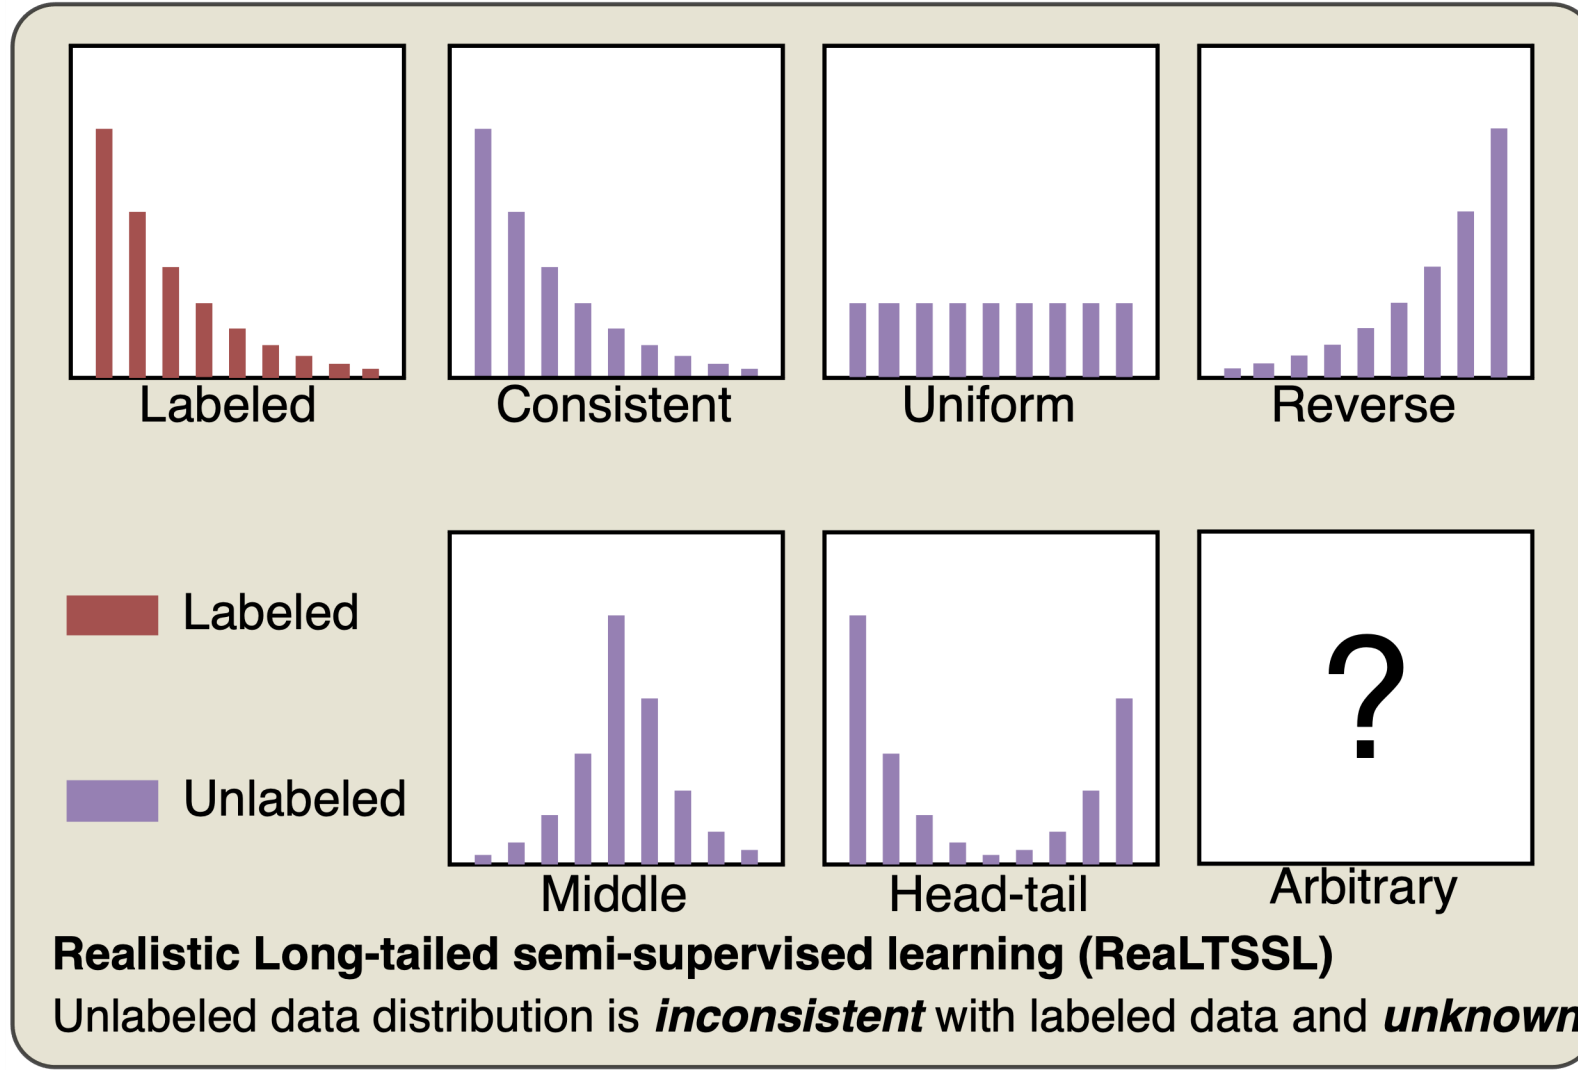 Labeled
Consistent
Uniform
Reverse
Labeled
Unlabeled
?
Middle
Head-tail
Arbitrary
Realistic Long-tailed semi-supervised learning (ReaLTSSL)
Unlabeled data distribution is inconsistent with labeled data and unknown